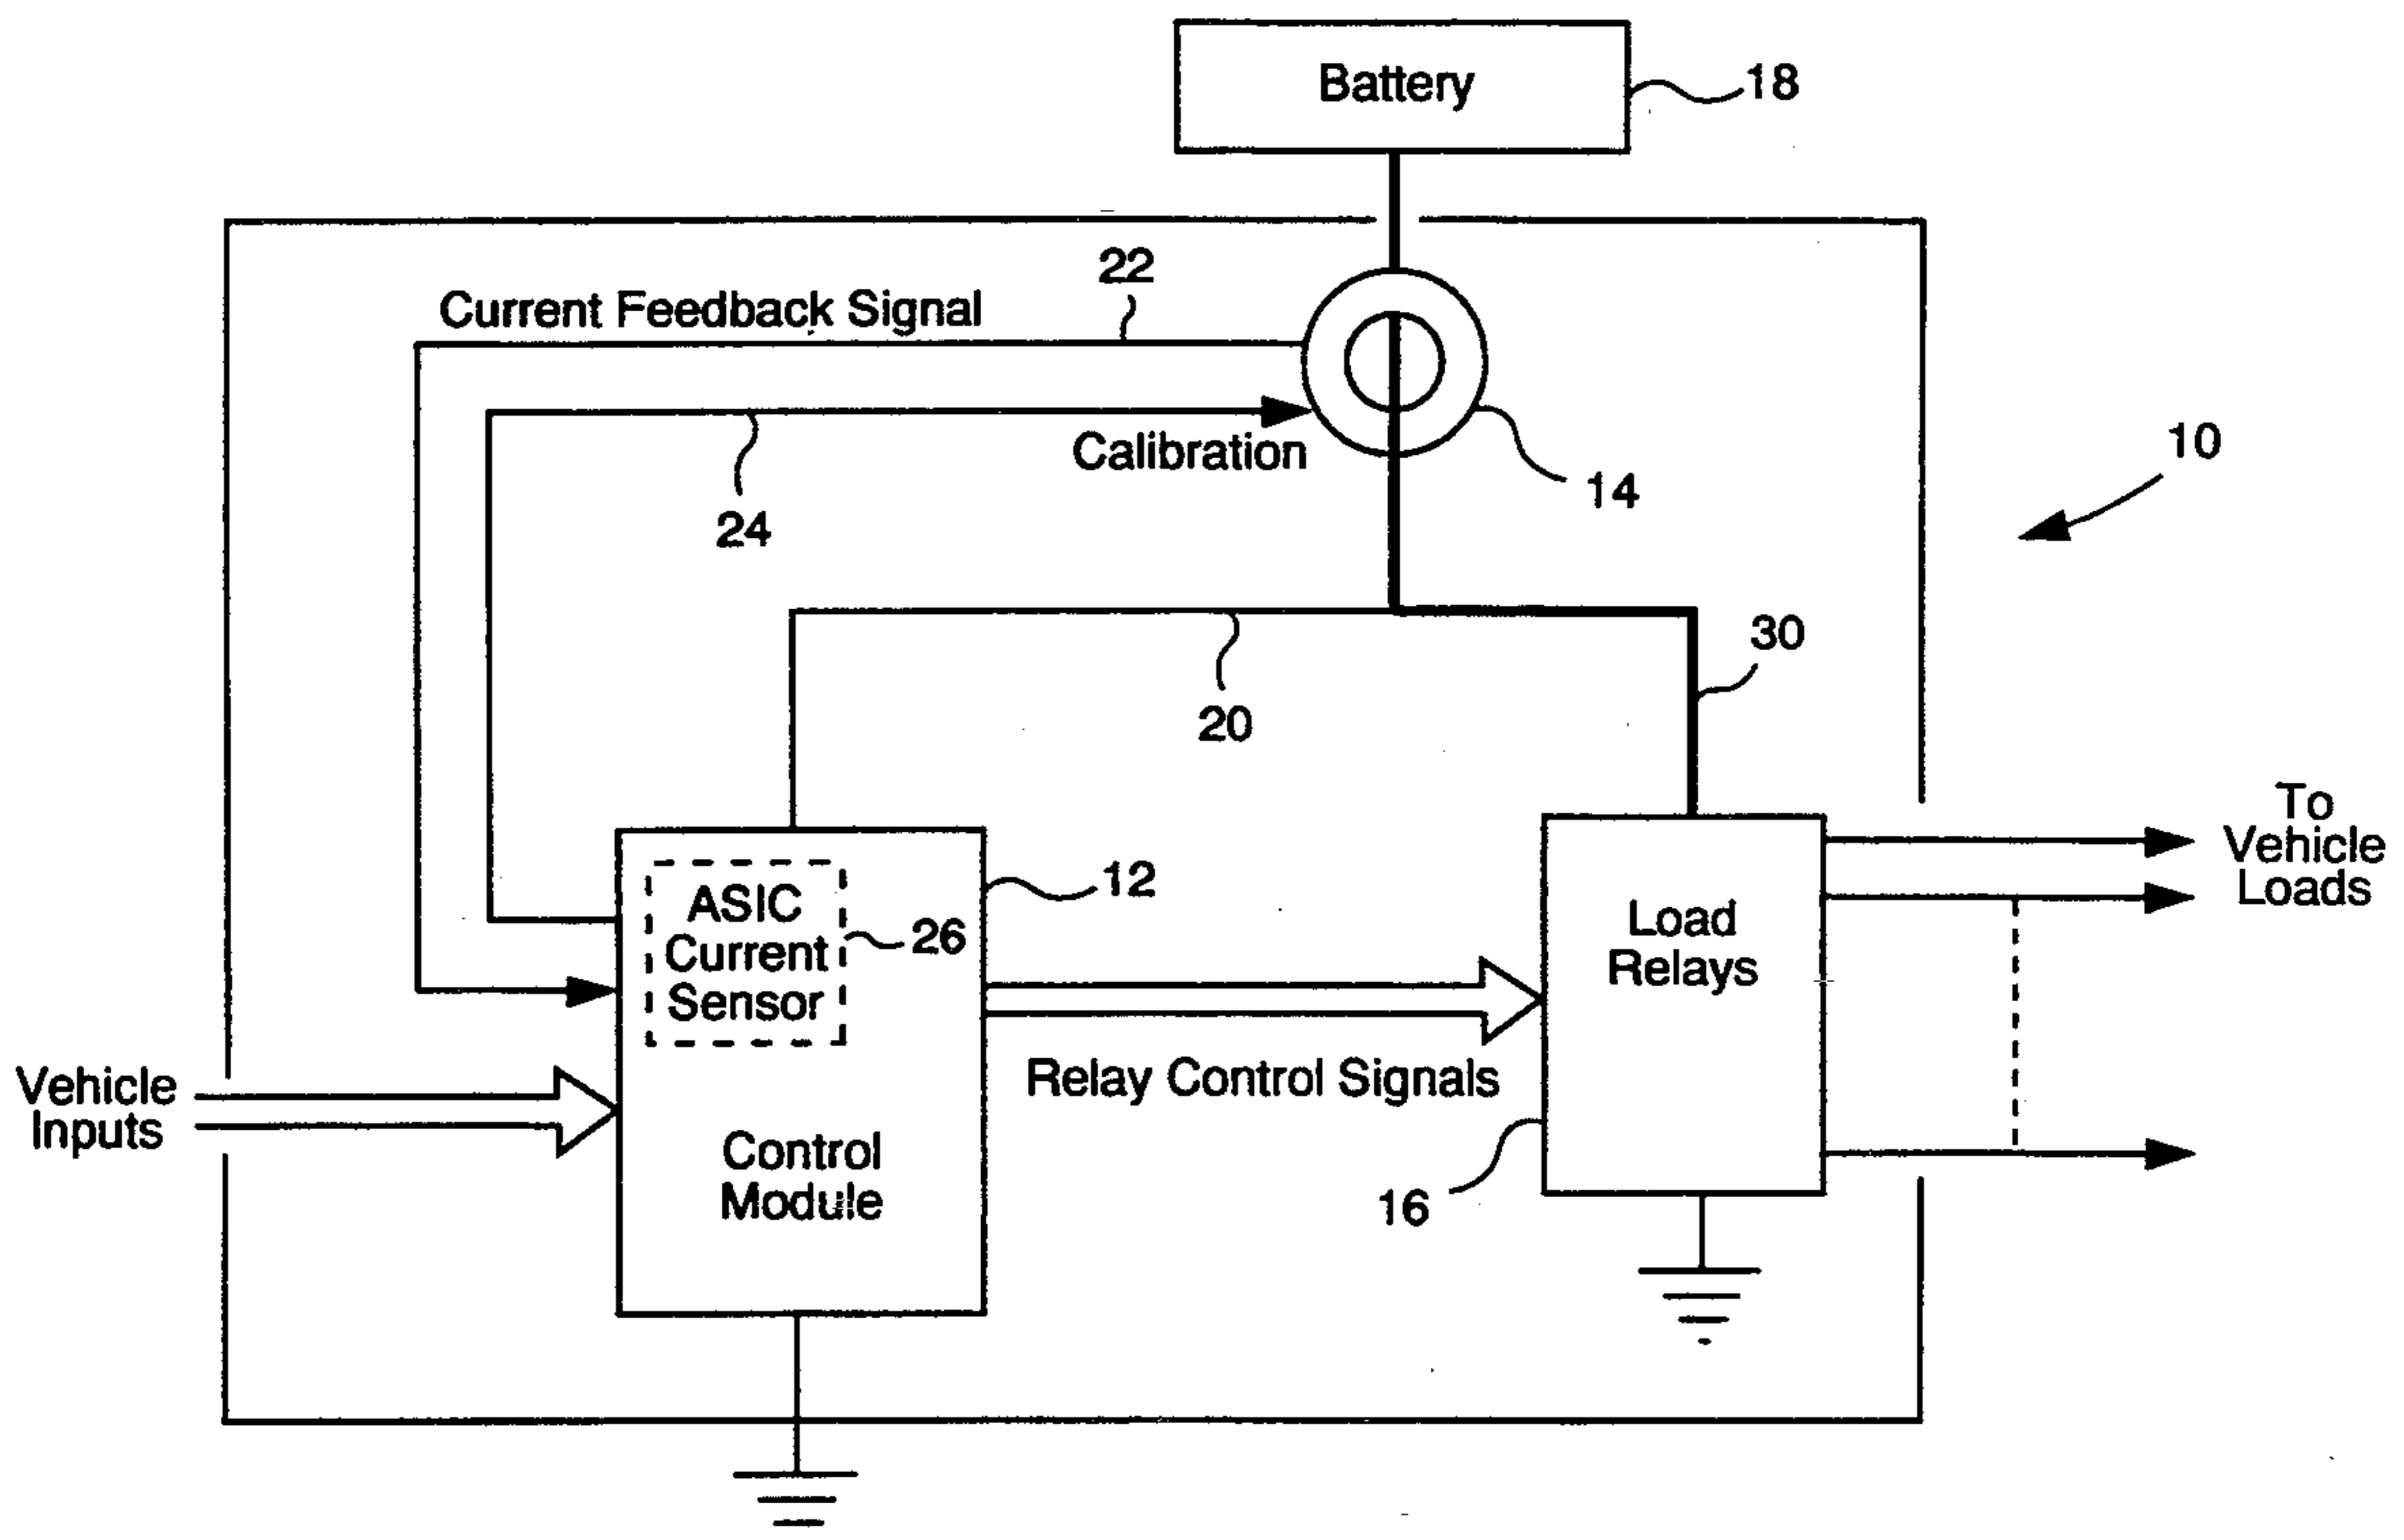 Battery
18
22
Current Feedback Signal
Calibration
24
14
10
20
30
To
Vehicle
Loads
12
ASIC
Current
Sensor
26
Load
Relays
Relay Control Signals
Vehicle
Inputs
Control
Module
16